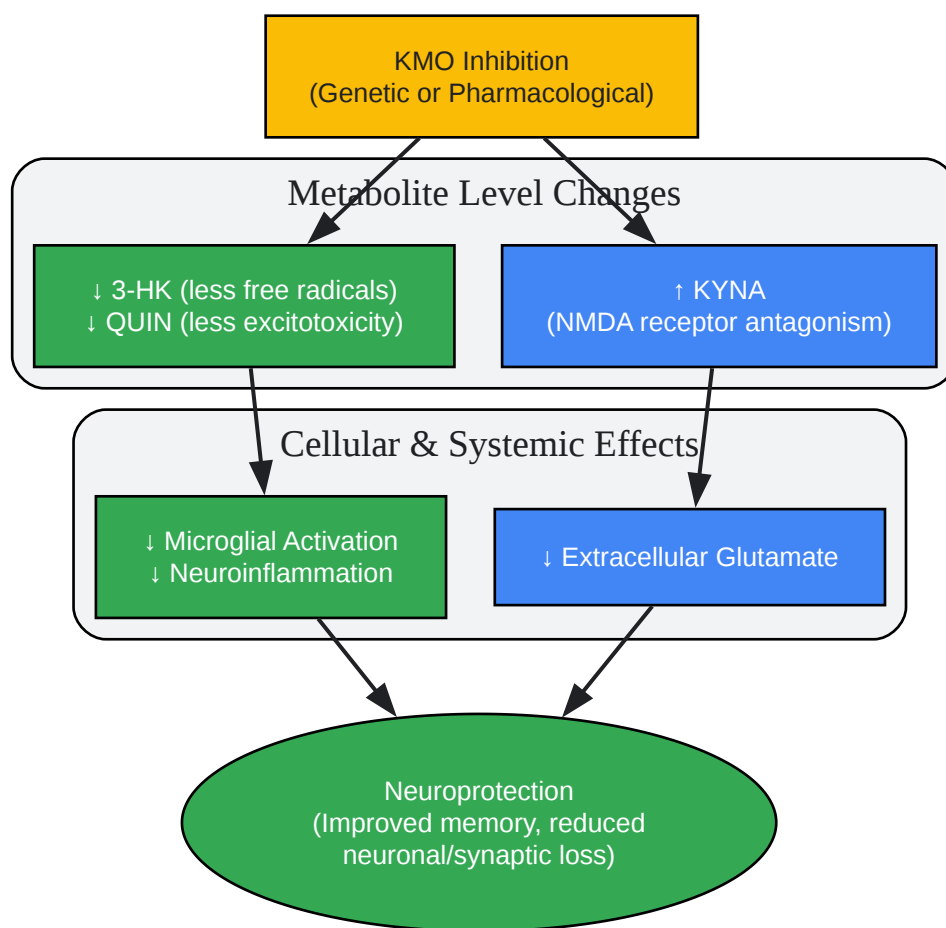 KMO Inhibition
(Genetic or Pharmacological)
Metabolite Level Changes
↓ 3-HK (less free radicals)
↓ QUIN (less excitotoxicity)
↑ KYNA
(NMDA receptor antagonism)
Cellular & Systemic Effects
↓ Microglial Activation
↓ Neuroinflammation
↓ Extracellular Glutamate
Neuroprotection
(Improved memory, reduced
neuronal/synaptic loss)